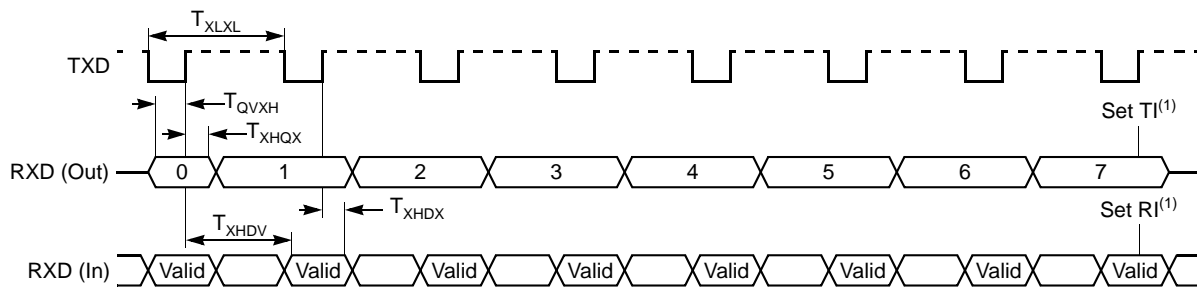 TXLXL
TXD
TQVXH
Set TI(1)
TXHQX
RXD (Out) 0 1 2 3 4 5 6 7
TXHDX
Set RI(1)
TXHDV
RXD (In) Valid Valid Valid Valid Valid Valid Valid Valid